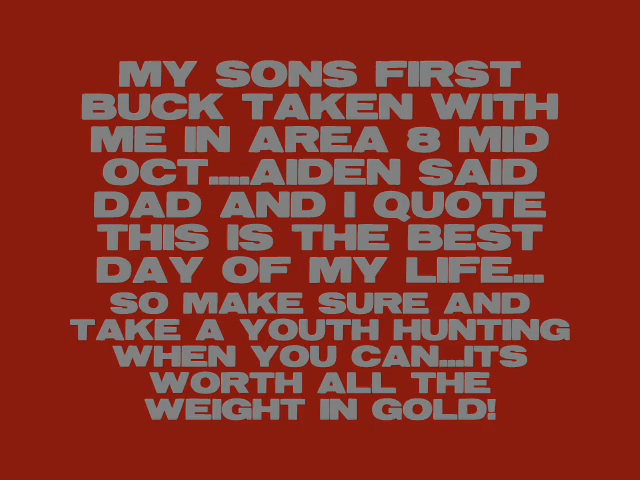 MY SONS FIRST
BUCK TAKEN WITH
ME IN AREA 8 MID
OCT....AIDEN SAID
DAD AND I QUOTE
THIS IS THE BEST
DAY OF MY LIFE...
SO MAKE SURE AND
TAKE A YOUTH HUNTING
WHEN YOU CAN...ITS
WORTH ALL THE
WEIGHT IN GOLD!